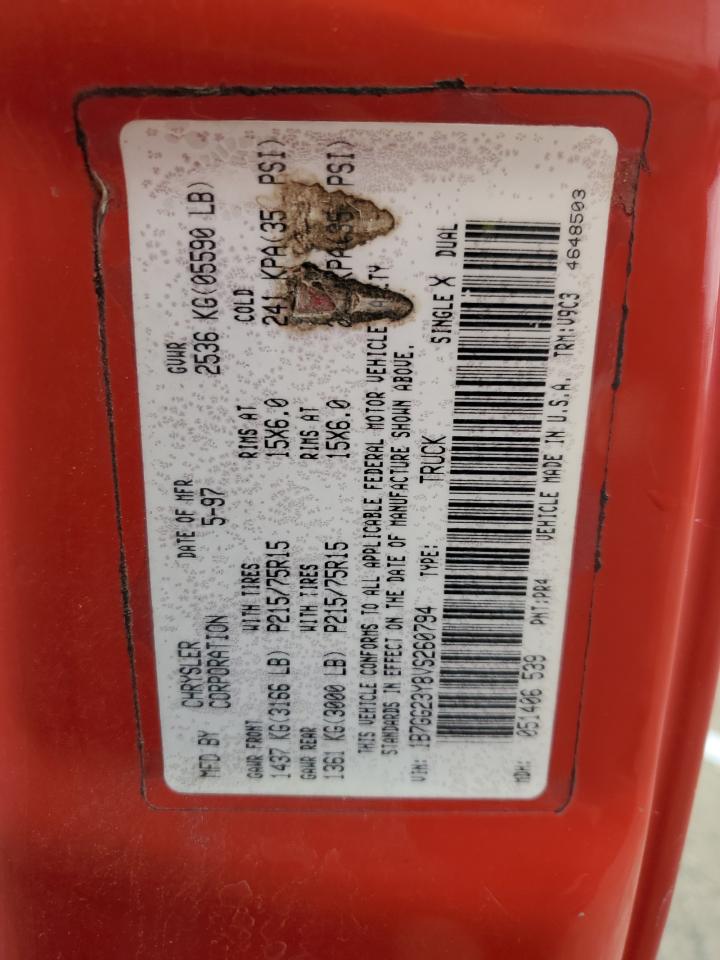 MFD BY CHRYSLER CORPORATION DATE OF MFR 5-97 GVWR 2536 KG(05590 LB)
GAWR FRONT WITH TIRES RIMS AT COLD
1437 KG(3166 LB) P215/75R15 15X6.0 241 KPA(35 PSI)
GAWR REAR WITH TIRES RIMS AT
1361 KG(3000 LB) P215/75R15 15X6.0 KPA(35 PSI)
THIS VEHICLE CONFORMS TO ALL APPLICABLE FEDERAL MOTOR VEHICLE
STANDARDS IN EFFECT ON THE DATE OF MANUFACTURE SHOWN ABOVE.
VIN: 1B7GG23Y8VS260794 TYPE: TRUCK SINGLE X DUAL
MDH: 051406 539 PNT:PR4 VEHICLE MADE IN U.S.A. TRM:U9C3
4648503